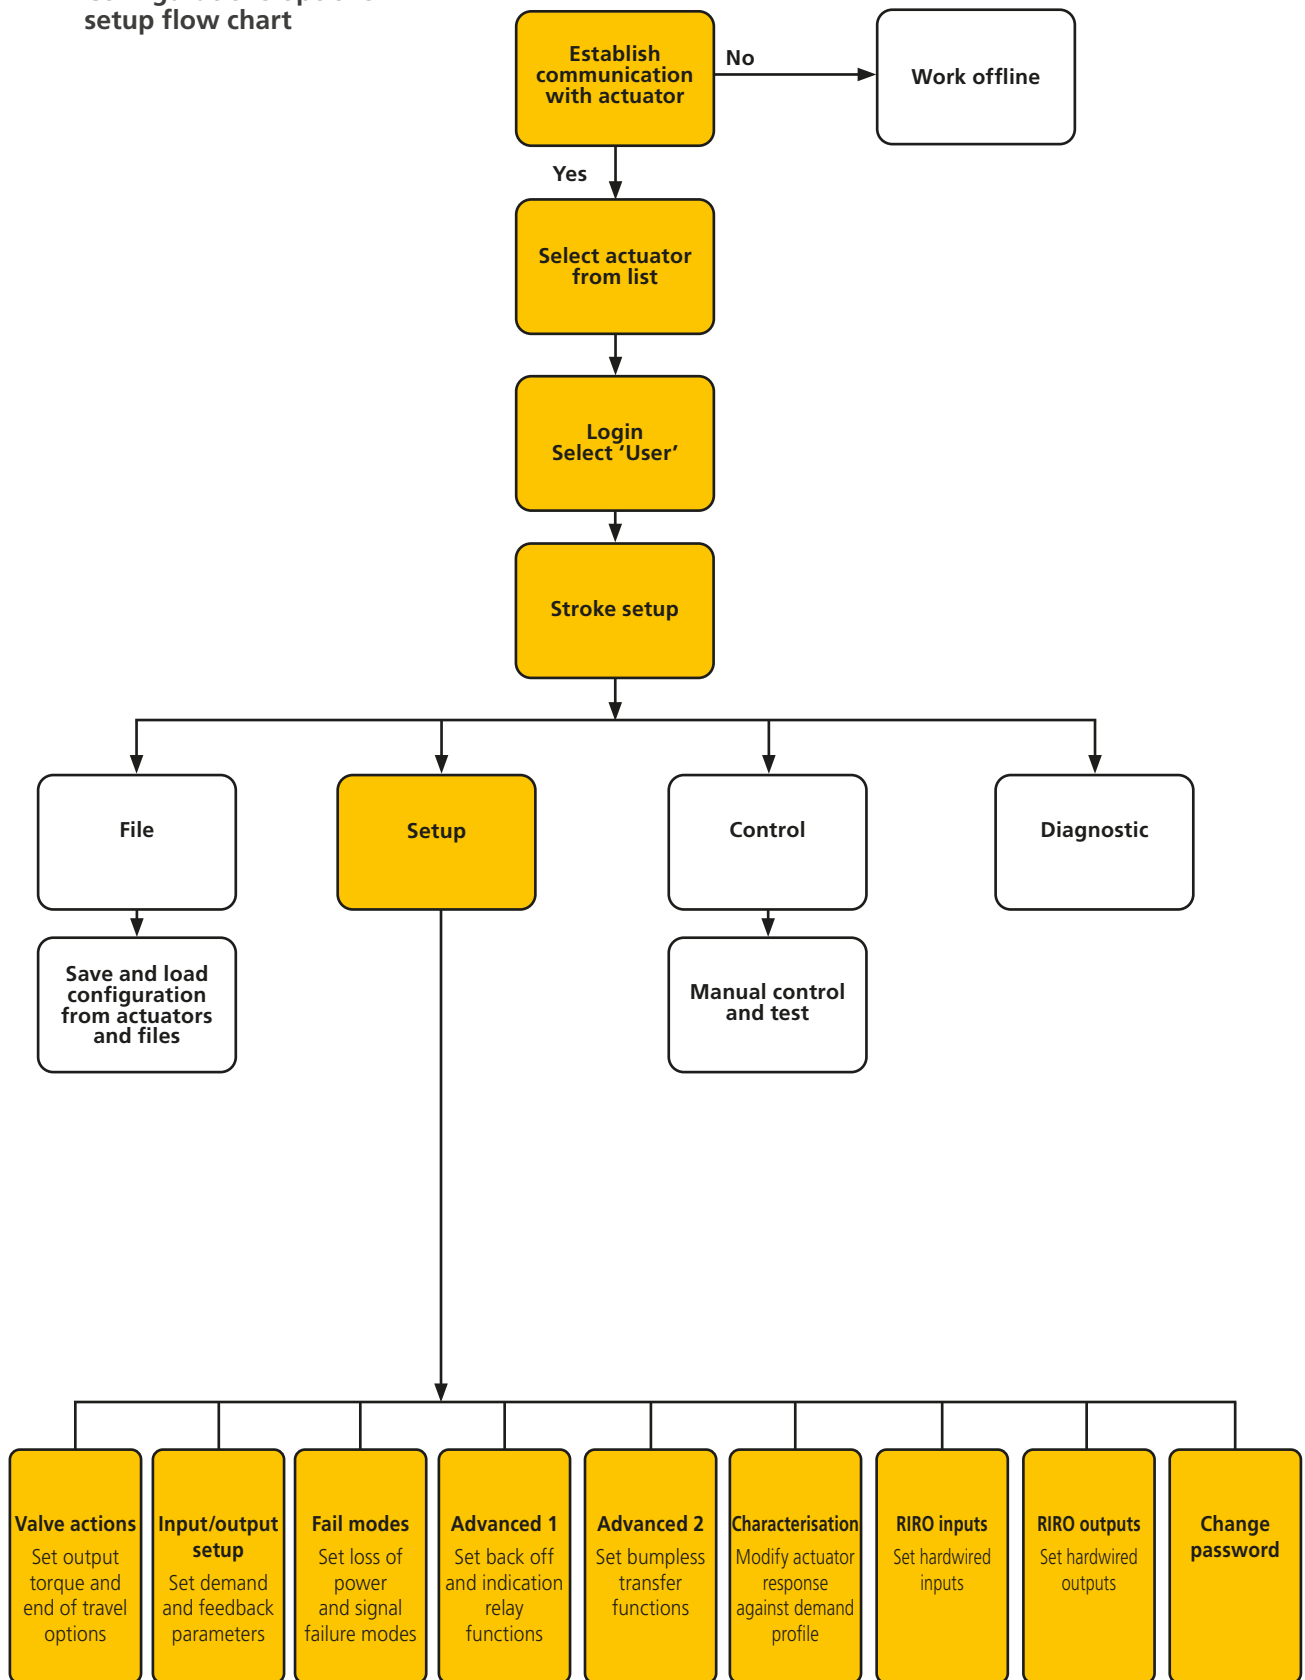 setup flow chart
Establish
communication
with actuator
No
Work offline
Yes
Select actuator
from list
Login
Select ‘User’
Stroke setup
File
Setup
Control
Diagnostic
Save and load
configuration
from actuators
and files
Manual control
and test
Valve actions
Set output
torque and
end of travel
options
Input/output
setup
Set demand
and feedback
parameters
Fail modes
Set loss of
power
and signal
failure modes
Advanced 1
Set back off
and indication
relay
functions
Advanced 2
Set bumpless
transfer
functions
Characterisation
Modify actuator
response
against demand
profile
RIRO inputs
Set hardwired
inputs
RIRO outputs
Set hardwired
outputs
Change
password